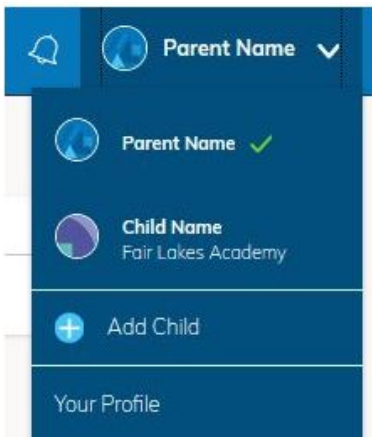 Parent Name
Parent Name
Child Name
Fair Lakes Academy
Add Child
Your Profile